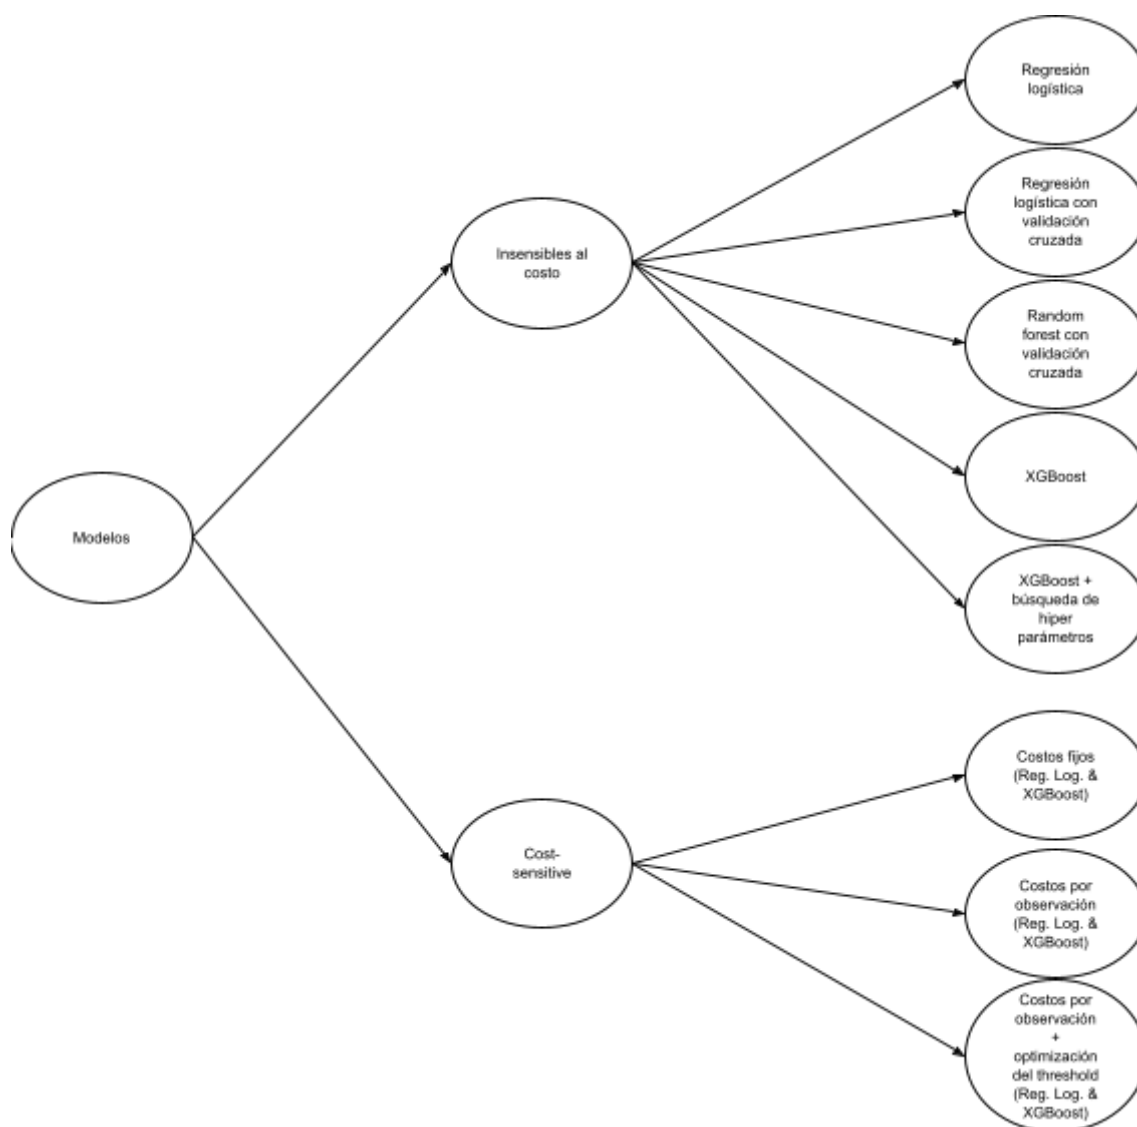 Regresión
logística
Regresión
logística con
validación
cruzada
Insensibles al
costo
Random
forest con
validación
cruzada
XGBoost
Modelos
XGBoost +
búsqueda de
hiper
parámetros
Costos fijos
(Reg. Log. &
XGBoost)
Cost-
sensitive
Costos por
observación
(Reg. Log. &
XGBoost)
Costos por
observación
+
optimización
del threshold
(Reg. Log. &
XGBoost)